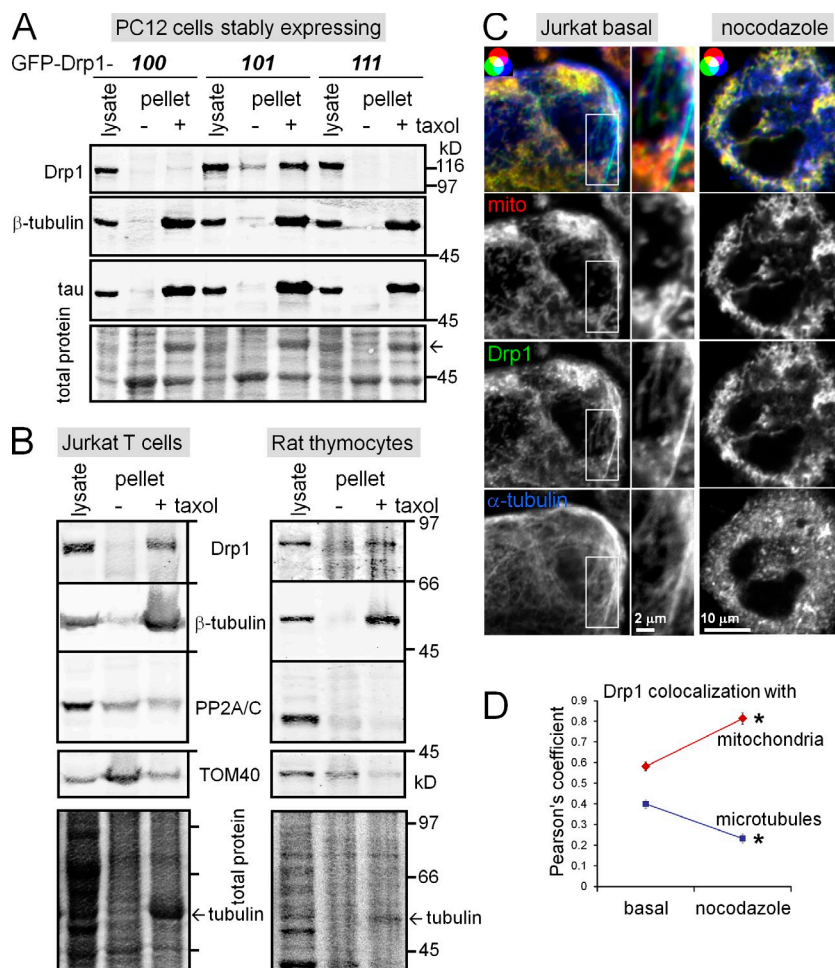 A
PC12 cells stably expressing
GFP-Drp1- 100 101 111
lysate pellet lysate pellet lysate pellet
- + - + - + taxol
kD
Drp1
116
97
β-tubulin
45
tau
45
total protein
←
45
B
Jurkat T cells
Rat thymocytes
lysate pellet lysate pellet
- + taxol - + taxol
97
Drp1
66
β-tubulin
45
PP2A/C
45
TOM40
kD
total protein
97
66
←tubulin
←tubulin
45
C
Jurkat basal
nocodazole
mito
Drp1
α-tubulin
2 μm
10 μm
D
Drp1 colocalization with
Pearson's coefficient
0.9
0.8
0.7
0.6
0.5
0.4
0.3
0.2
0.1
0
*
mitochondria
microtubules
*
basal nocodazole